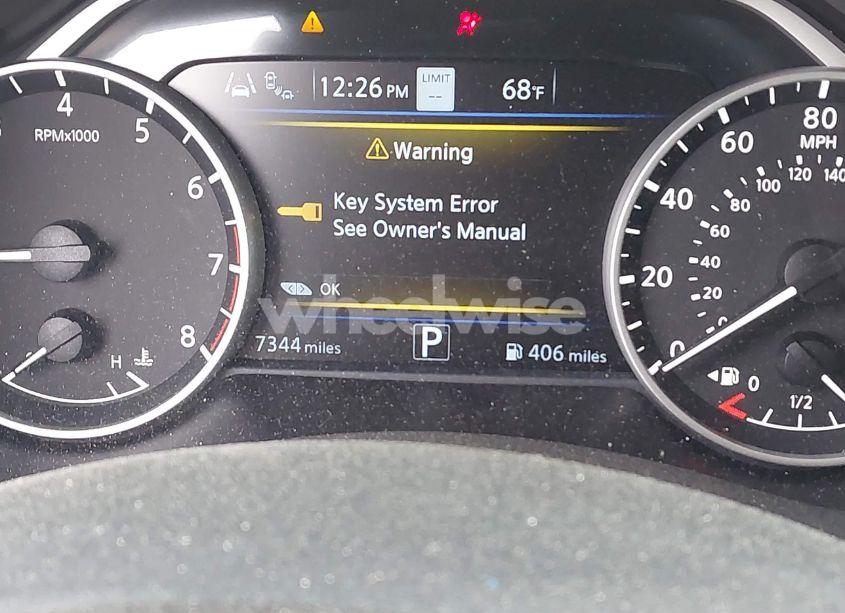 12:26 PM
LIMIT
--
68°F
4
5
6
7
8
RPMx1000
H
Warning
Key System Error
See Owner's Manual
OK
wheelwise
7344 miles
P
406 miles
0
20
40
60
80
MPH
0
20
40
60
80
100
120
140
0
1/2